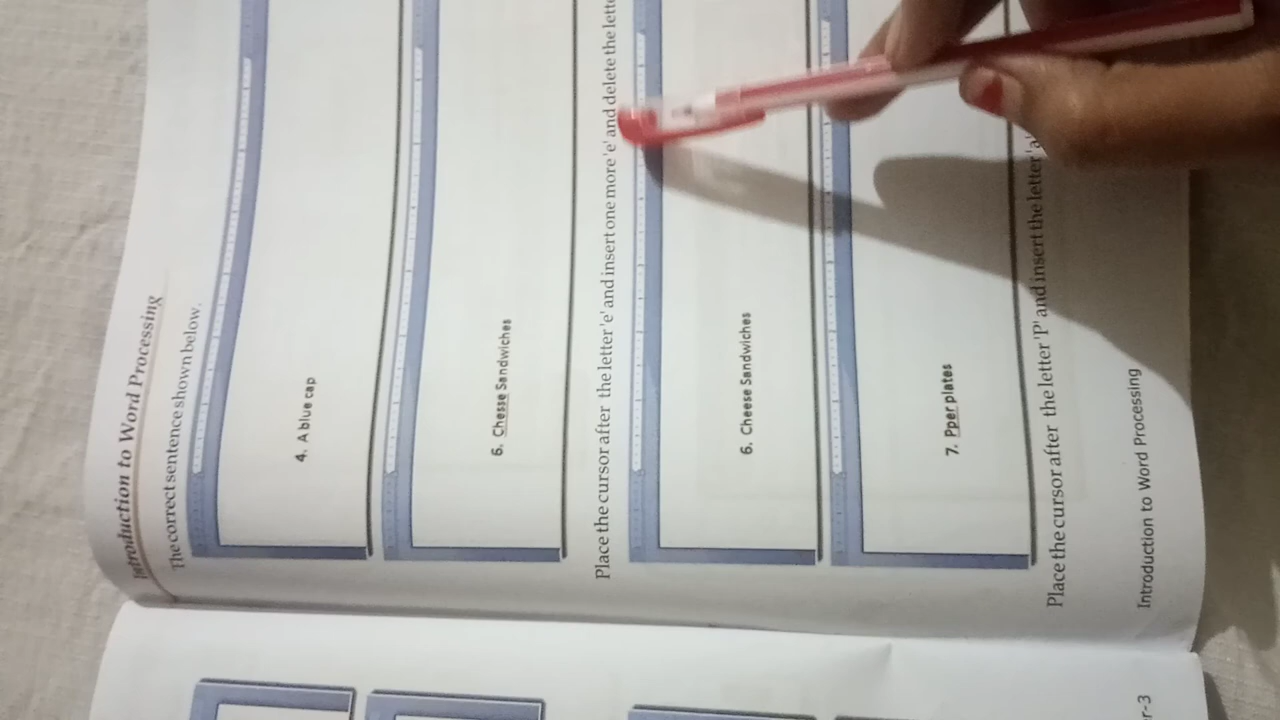 Introduction to Word Processing
The correct sentence shown below.
4. A blue cap
6. Chesse Sandwiches
Place the cursor after the letter 'e' and insert one more 'e' and delete the
6. Cheese Sandwiches
7. Pper plates
Place the cursor after the letter 'P' and insert the letter 'a'
Introduction to Word Processing
r-3